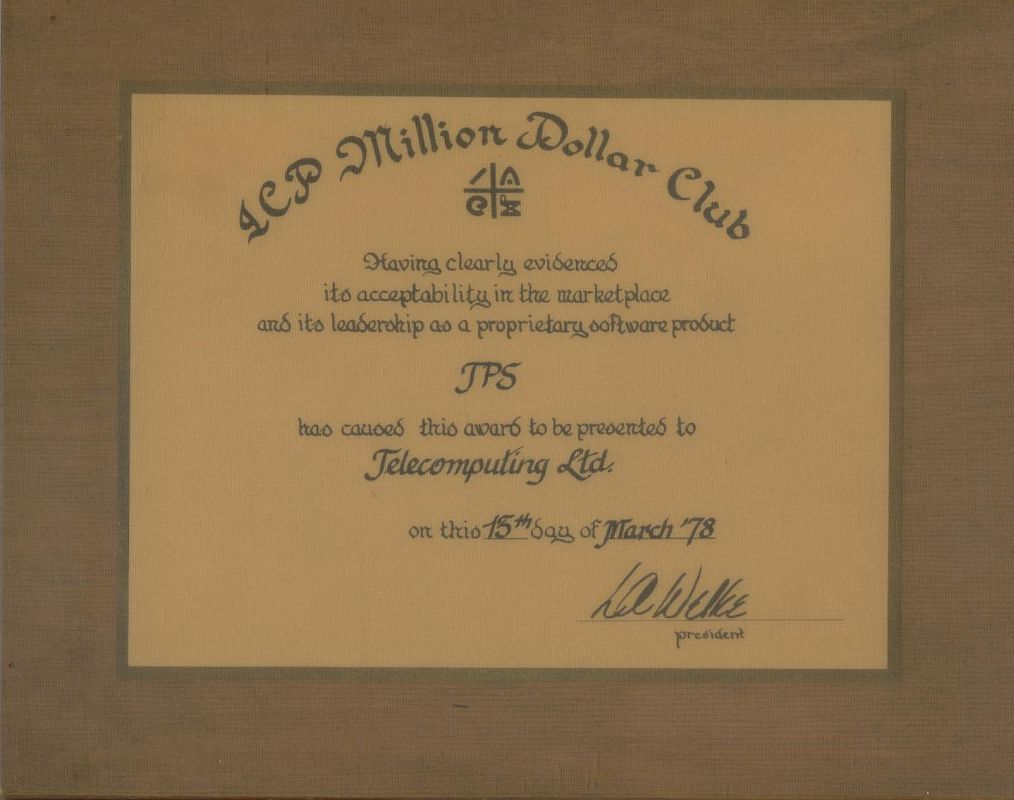 ICP Million Dollar Club
Having clearly evidenced
its acceptability in the marketplace
and its leadership as a proprietary software product
TPS
has caused this award to be presented to
Telecomputing Ltd.
on this 15th day of March '78
LA Welke
president